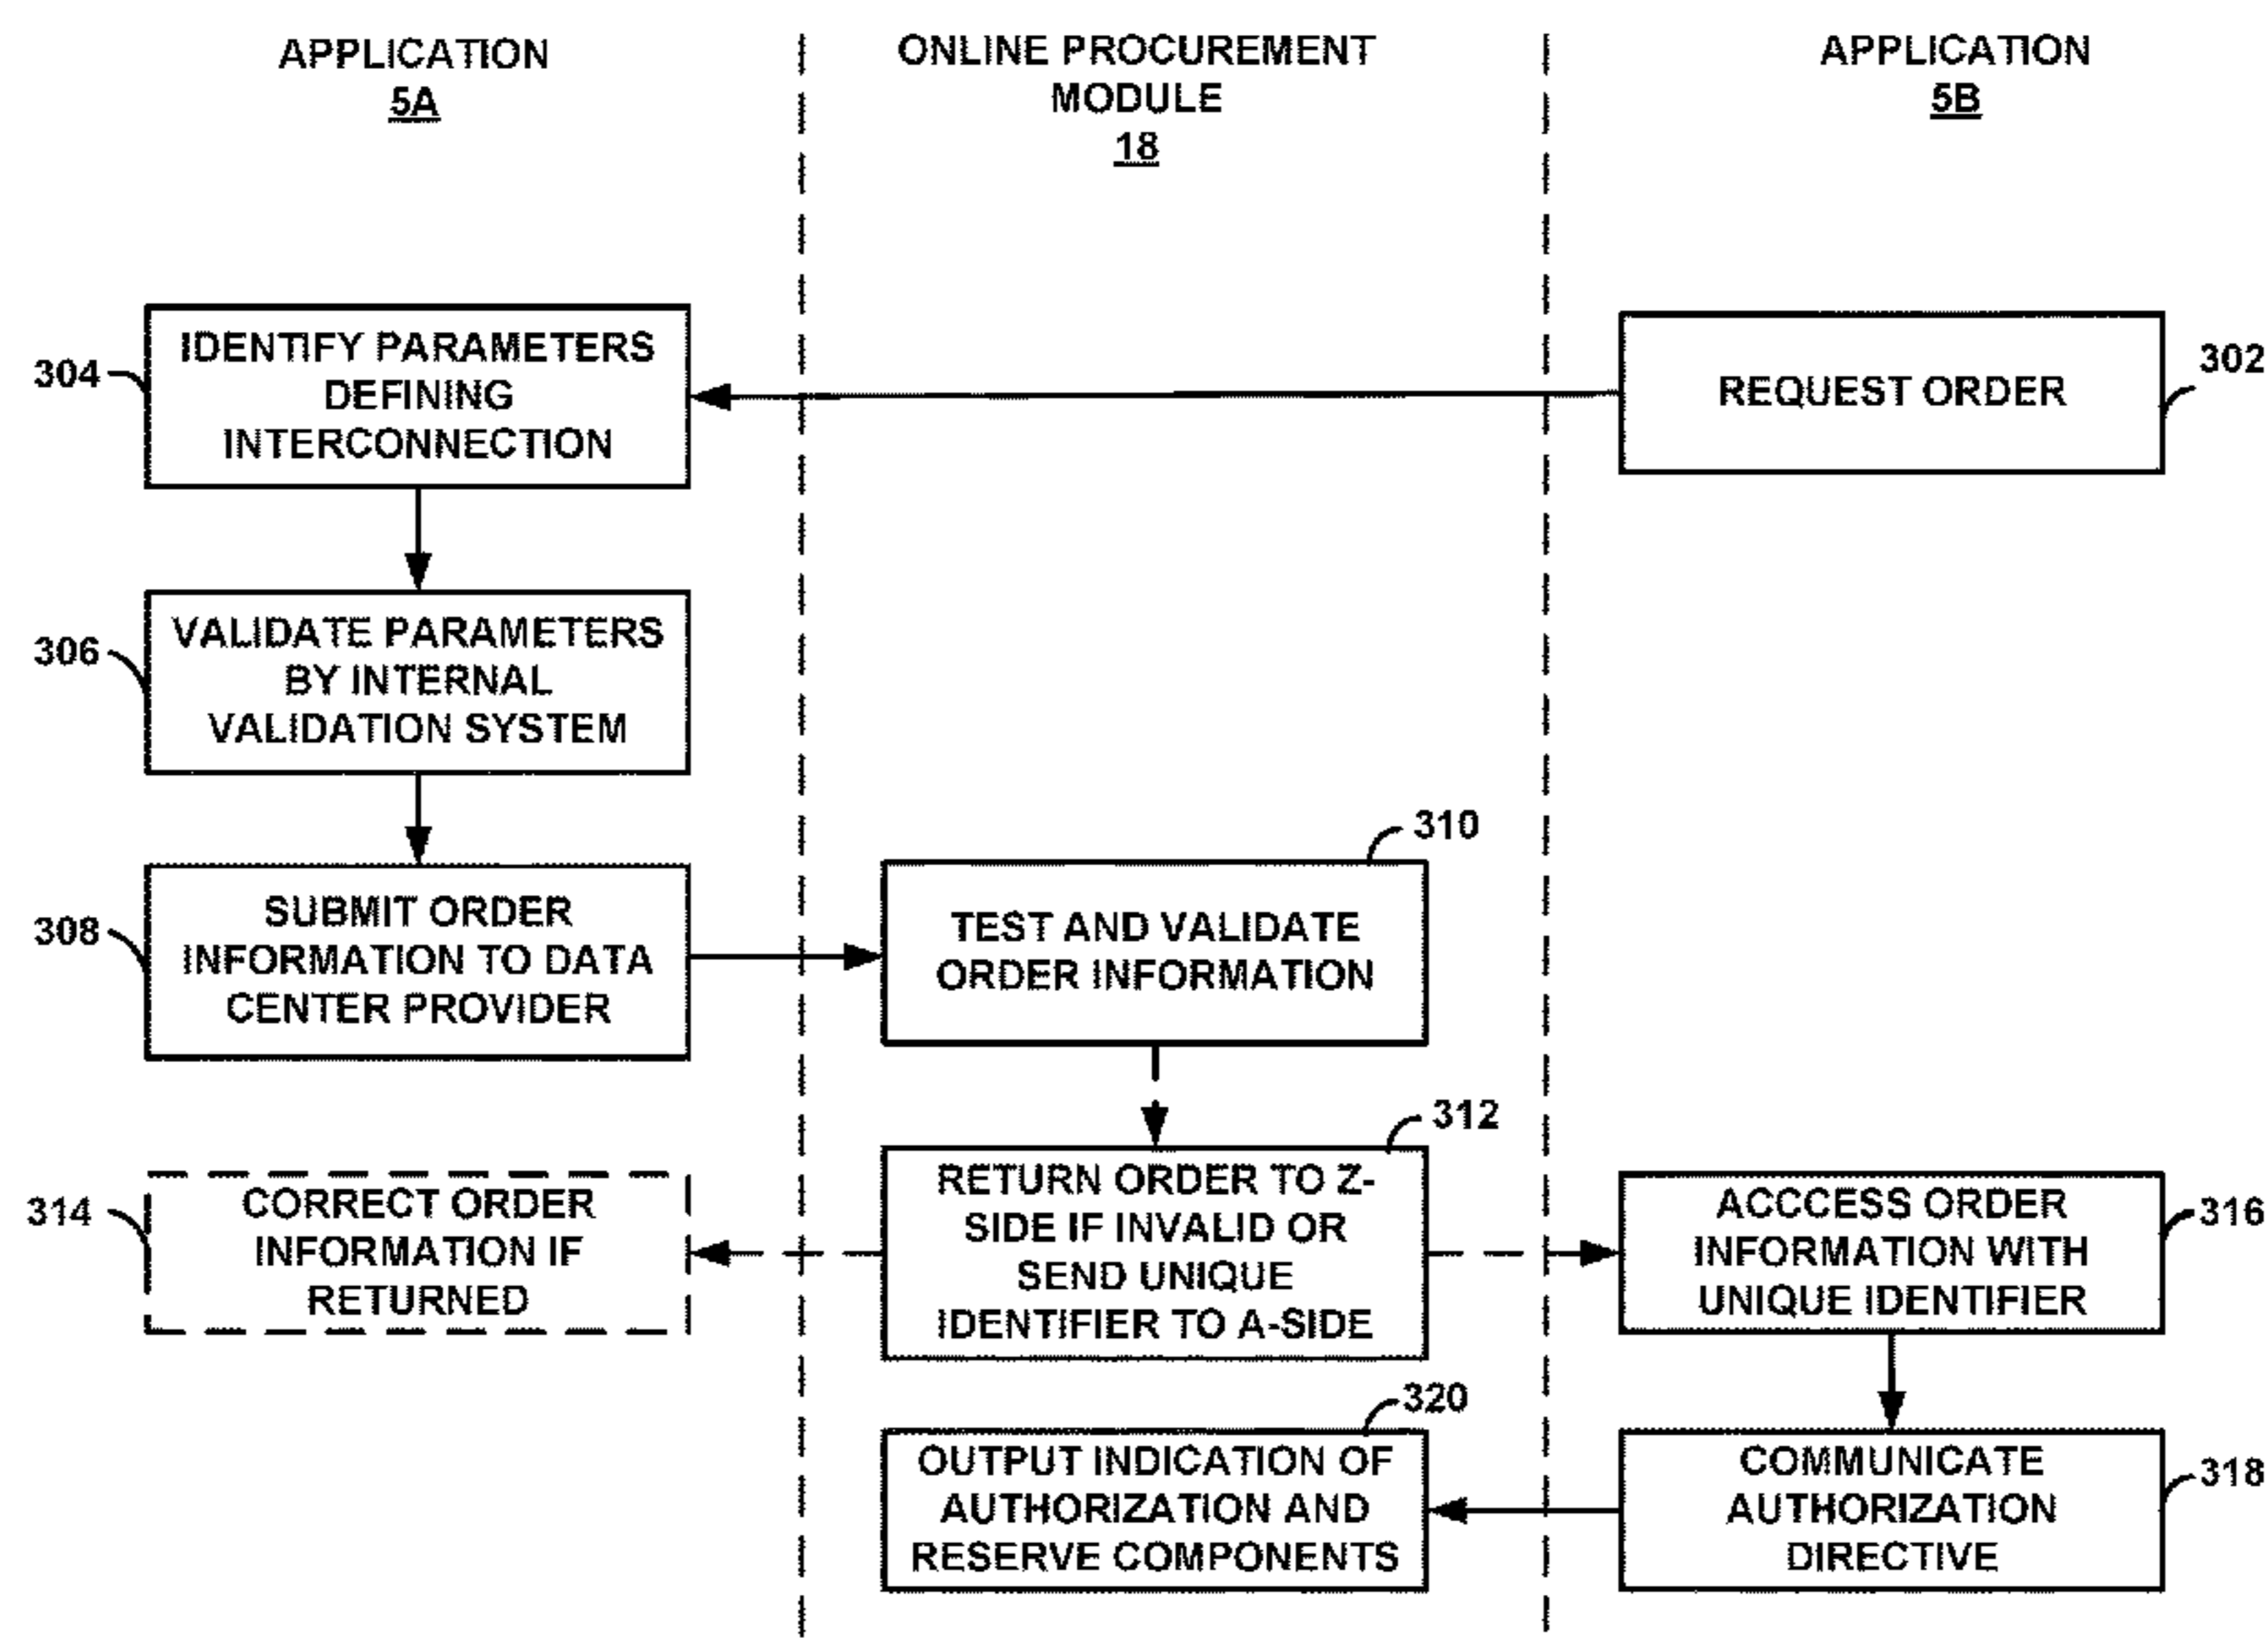 APPLICATION
5A
ONLINE PROCUREMENT
MODULE
18
APPLICATION
5B
304
IDENTIFY PARAMETERS
DEFINING
INTERCONNECTION
REQUEST ORDER
302
306
VALIDATE PARAMETERS
BY INTERNAL
VALIDATION SYSTEM
308
SUBMIT ORDER
INFORMATION TO DATA
CENTER PROVIDER
310
TEST AND VALIDATE
ORDER INFORMATION
312
RETURN ORDER TO Z-
SIDE IF INVALID OR
SEND UNIQUE
IDENTIFIER TO A-SIDE
314
CORRECT ORDER
INFORMATION IF
RETURNED
ACCCESS ORDER
INFORMATION WITH
UNIQUE IDENTIFIER
316
320
OUTPUT INDICATION OF
AUTHORIZATION AND
RESERVE COMPONENTS
COMMUNICATE
AUTHORIZATION
DIRECTIVE
318